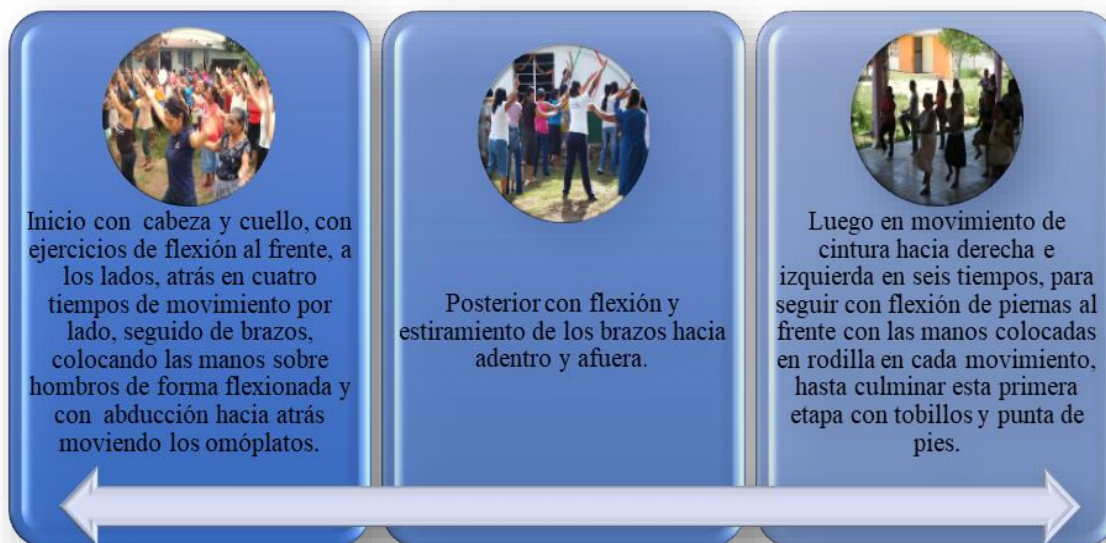 Inicio con cabeza y cuello, con
ejercicios de flexión al frente, a
los lados, atrás en cuatro
tiempos de movimiento por
lado, seguido de brazos,
colocando las manos sobre
hombros de forma flexionada y
con abducción hacia atrás
moviendo los omóplatos.
Posterior con flexión y
estiramiento de los brazos hacia
adentro y afuera.
Luego en movimiento de
cintura hacia derecha e
izquierda en seis tiempos, para
seguir con flexión de piernas al
frente con las manos colocadas
en rodilla en cada movimiento,
hasta culminar esta primera
etapa con tobillos y punta de
pies.